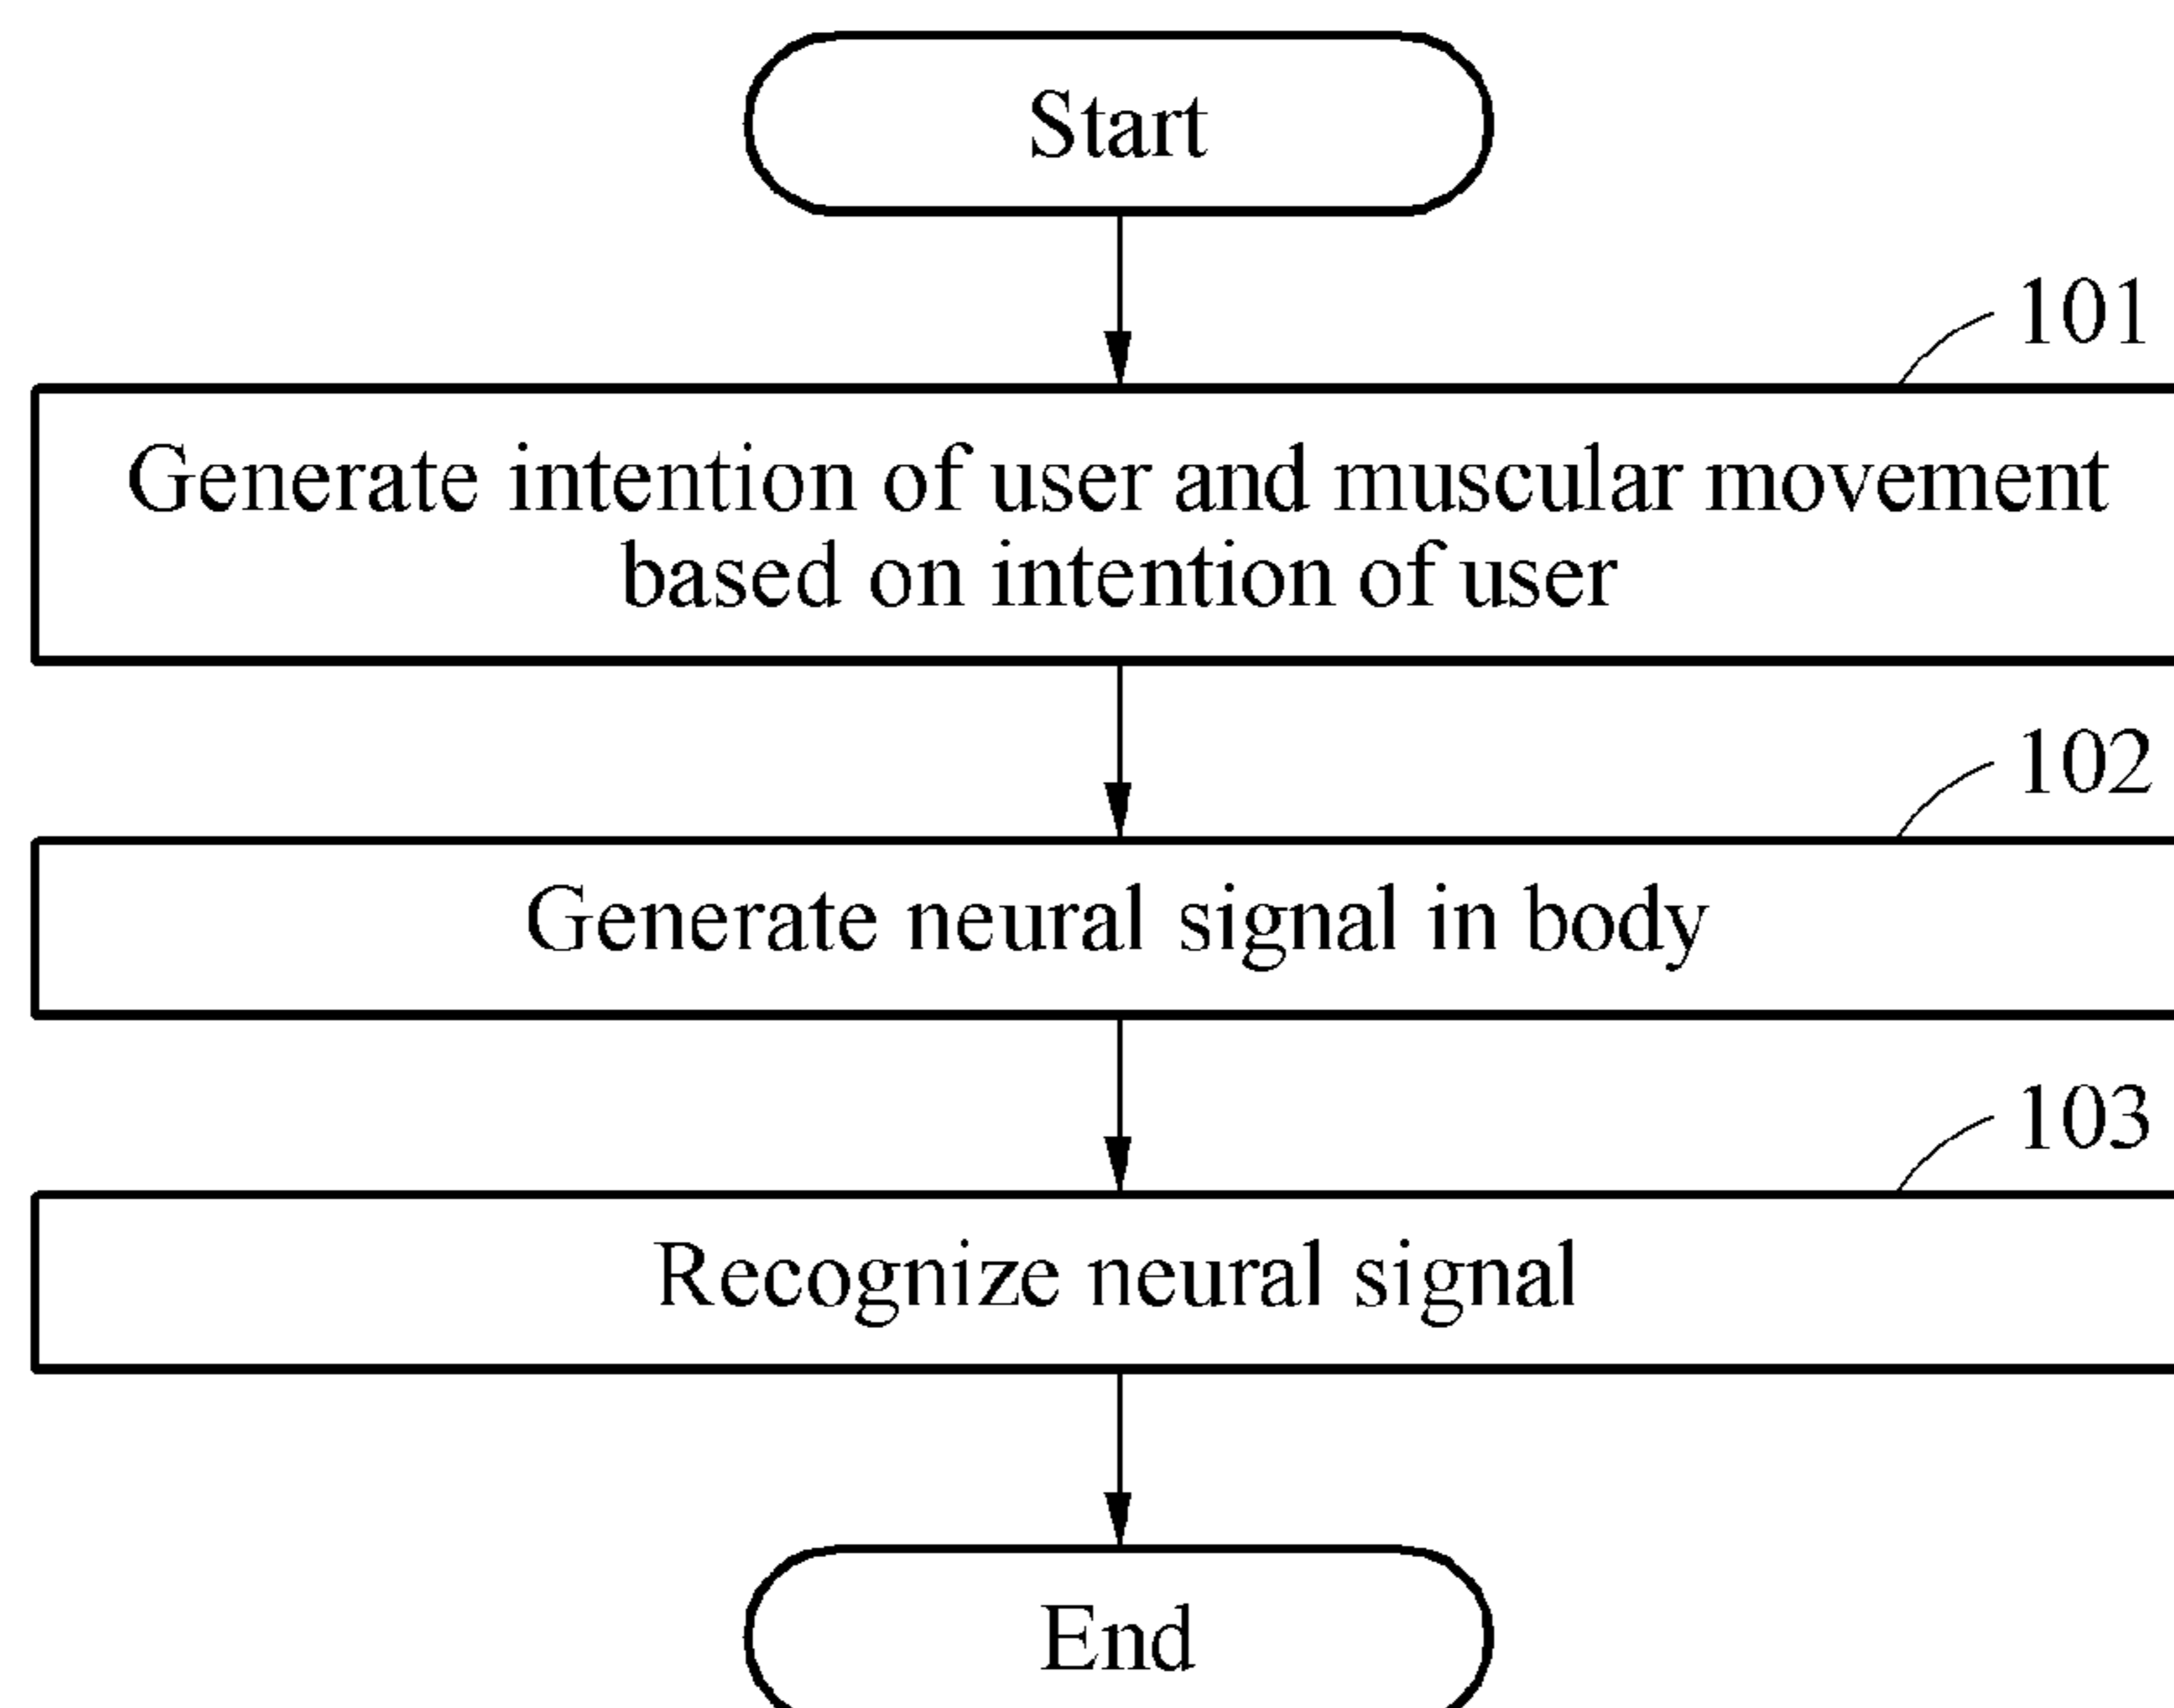 Start
101
Generate intention of user and muscular movement
based on intention of user
102
Generate neural signal in body
103
Recognize neural signal
End